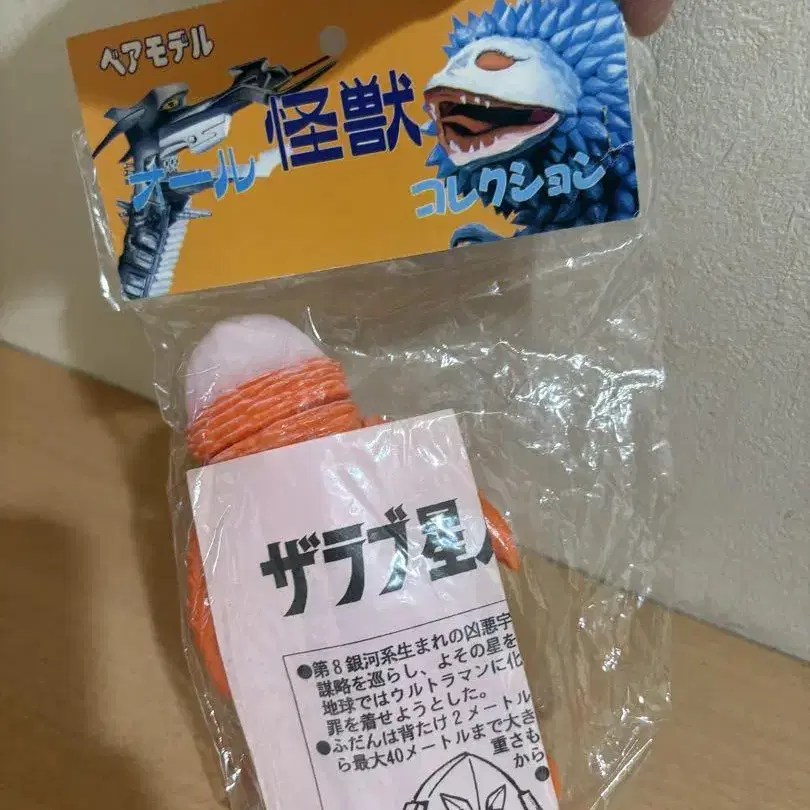 ベアモデル
オール 怪獣 コレクション
ザラブ星人
●第8銀河系生まれの凶悪宇
謀略を巡らし、よその星を
地球ではウルトラマンに化
罪を着せようとした。
●ふだんは背たけ2メートル
ら最大40メートルまで大き
重さも
から